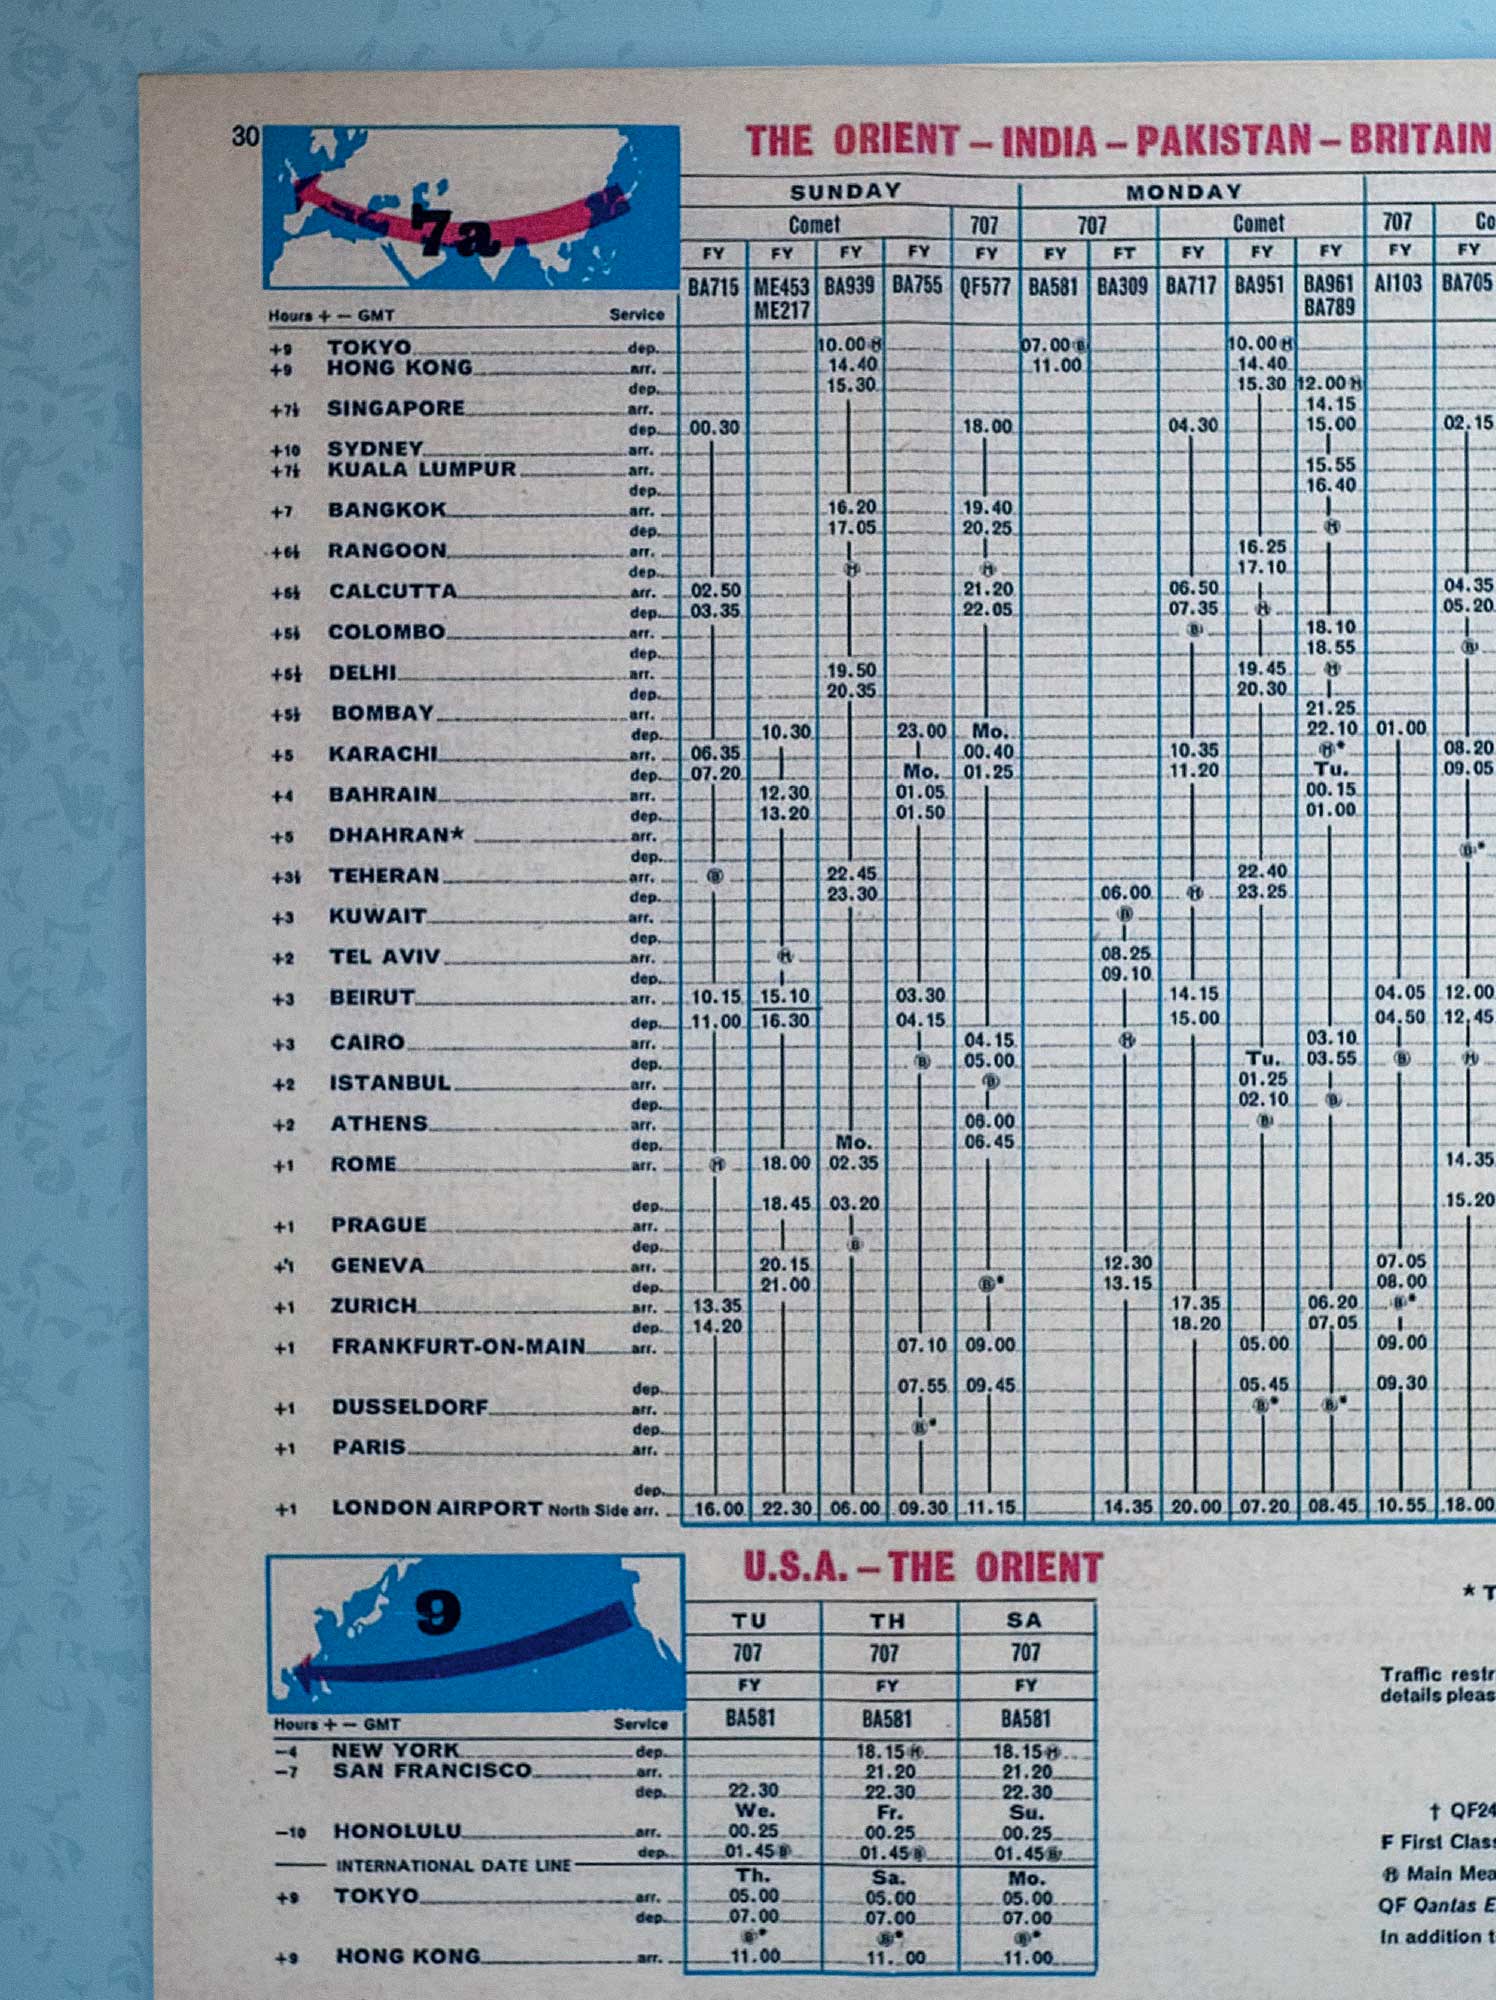 30
THE ORIENT – INDIA – PAKISTAN – BRITAIN
7a
SUNDAY MONDAY
Comet 707 707 Comet 707 Co
FY FY FY FY FY FY FT FY FY FY FY FY
BA715 ME453 BA939 BA755 QF577 BA581 BA309 BA717 BA951 BA961 AI103 BA705
ME217 BA789
Hours + – GMT Service
+9 TOKYO dep. 10.00 M 07.00 B 10.00 M
+9 HONG KONG arr. 14.40 11.00 14.40
dep. 15.30 15.30 12.00 M
+7½ SINGAPORE arr. 14.15
dep. 00.30 18.00 04.30 15.00 02.15
+10 SYDNEY arr.
+7½ KUALA LUMPUR arr. 15.55
dep. 16.40
+7 BANGKOK arr. 16.20 19.40
dep. 17.05 20.25 M
+6½ RANGOON arr. 16.25
dep. M M 17.10
+5½ CALCUTTA arr. 02.50 21.20 06.50 04.35
dep. 03.35 22.05 07.35 M 05.20
+5½ COLOMBO arr. B 18.10
dep. 18.55 B
+5½ DELHI arr. 19.50 19.45 M
dep. 20.35 20.30
+5½ BOMBAY arr. 21.25
dep. 10.30 23.00 Mo. 22.10 01.00
+5 KARACHI arr. 06.35 00.40 10.35 M* 08.20
dep. 07.20 Mo. 01.25 11.20 Tu. 09.05
+4 BAHRAIN arr. 12.30 01.05 00.15
dep. 13.20 01.50 01.00
+5 DHAHRAN* arr.
dep. B*
+3½ TEHERAN arr. B 22.45 22.40
dep. 23.30 06.00 M 23.25
+3 KUWAIT arr. B
dep.
+2 TEL AVIV arr. M 08.25
dep. 09.10
+3 BEIRUT arr. 10.15 15.10 03.30 14.15 04.05 12.00
dep. 11.00 16.30 04.15 15.00 04.50 12.45
+3 CAIRO arr. 04.15 M 03.10
dep. B 05.00 Tu. 03.55 B M
+2 ISTANBUL arr. B 01.25
dep. 02.10 B
+2 ATHENS arr. 06.00 B
dep. Mo. 06.45
+1 ROME arr. M 18.00 02.35 14.35
dep. 18.45 03.20 15.20
+1 PRAGUE arr.
dep. B
+1 GENEVA arr. 20.15 12.30 07.05
dep. 21.00 B* 13.15 08.00
+1 ZURICH arr. 13.35 17.35 06.20 B*
dep. 14.20 18.20 07.05
+1 FRANKFURT-ON-MAIN arr. 07.10 09.00 05.00 09.00
dep. 07.55 09.45 05.45 09.30
+1 DUSSELDORF arr. B* B*
dep. B*
+1 PARIS arr.
dep.
+1 LONDON AIRPORT North Side arr. 16.00 22.30 06.00 09.30 11.15 14.35 20.00 07.20 08.45 10.55 18.00
9
U.S.A. – THE ORIENT
TU TH SA
707 707 707
FY FY FY
BA581 BA581 BA581
Hours + – GMT Service
–4 NEW YORK dep. 18.15 M 18.15 M
–7 SAN FRANCISCO arr. 21.20 21.20
dep. 22.30 22.30 22.30
We. Fr. Su.
–10 HONOLULU arr. 00.25 00.25 00.25
dep. 01.45 B 01.45 B 01.45 B
INTERNATIONAL DATE LINE Th. Sa. Mo.
+9 TOKYO arr. 05.00 05.00 05.00
dep. 07.00 07.00 07.00
B* B* B*
+9 HONG KONG arr. 11.00 11.00 11.00
* T
Traffic restr
details pleas
† QF24
F First Clas
M Main Mea
QF Qantas E
In addition t